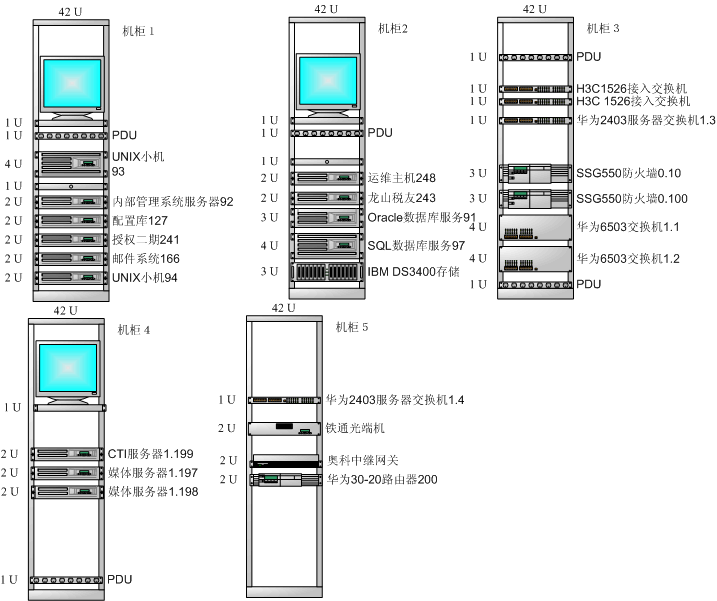 42 U
机柜 1
1 U
1 U PDU
4 U UNIX小机
93
1 U
2 U 内部管理系统服务器92
2 U 配置库127
2 U 授权二期241
2 U 邮件系统166
2 U UNIX小机94
42 U
机柜2
1 U
1 U PDU
1 U
2 U 运维主机248
2 U 龙山税友243
3 U Oracle数据库服务91
4 U SQL数据库服务97
3 U IBM DS3400存储
42 U
机柜 3
1 U PDU
1 U H3C1526接入交换机
1 U H3C 1526接入交换机
1 U 华为2403服务器交换机1.3
3 U SSG550防火墙0.10
3 U SSG550防火墙0.100
4 U 华为6503交换机1.1
4 U 华为6503交换机1.2
1 U PDU
42 U
机柜 4
1 U
2 U CTI服务器1.199
2 U 媒体服务器1.197
2 U 媒体服务器1.198
1 U PDU
42 U
机柜 5
1 U 华为2403服务器交换机1.4
2 U 铁通光端机
2 U 奥科中继网关
2 U 华为30-20路由器200